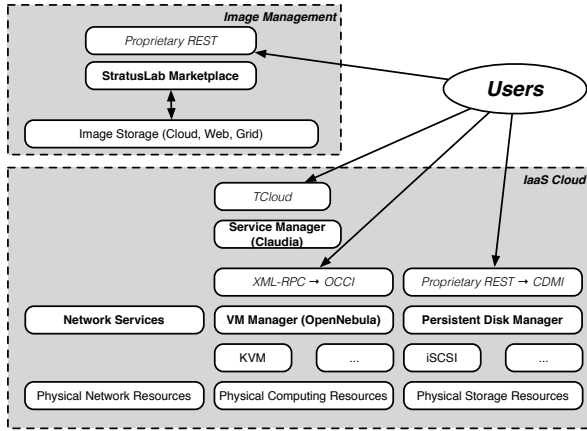 Image Management
Proprietary REST
StratusLab Marketplace
Image Storage (Cloud, Web, Grid)
Users
IaaS Cloud
TCloud
Service Manager
(Claudia)
XML-RPC → OCCI
Proprietary REST → CDMI
Network Services
VM Manager (OpenNebula)
Persistent Disk Manager
KVM
...
iSCSI
...
Physical Network Resources
Physical Computing Resources
Physical Storage Resources